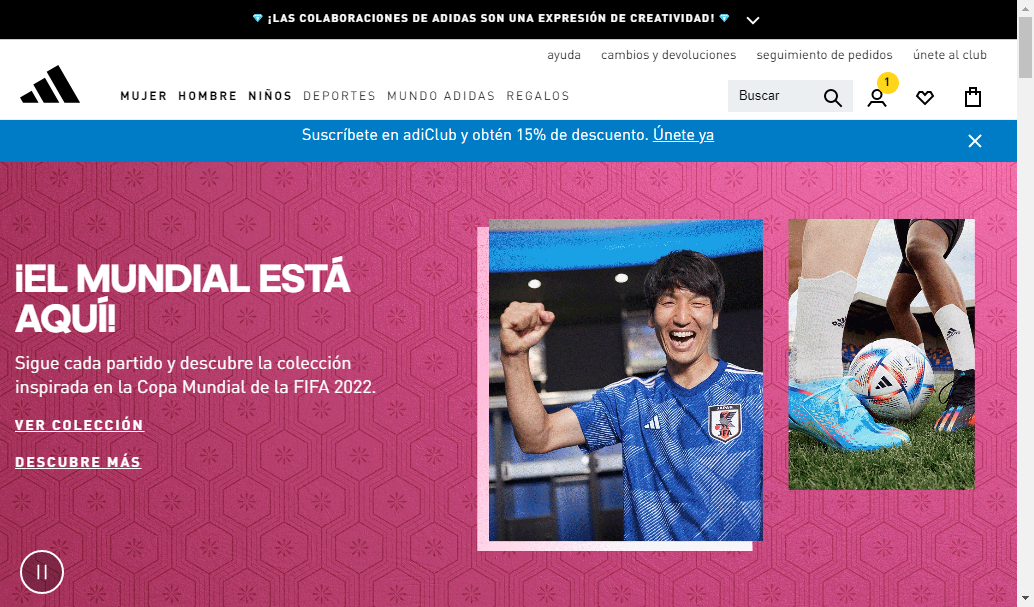 ¡LAS COLABORACIONES DE ADIDAS SON UNA EXPRESIÓN DE CREATIVIDAD!
ayuda cambios y devoluciones seguimiento de pedidos únete al club
MUJER HOMBRE NIÑOS DEPORTES MUNDO ADIDAS REGALOS
Buscar
1
Suscríbete en adiClub y obtén 15% de descuento. Únete ya
¡EL MUNDIAL ESTÁ
AQUÍ!
Sigue cada partido y descubre la colección
inspirada en la Copa Mundial de la FIFA 2022.
VER COLECCIÓN
DESCUBRE MÁS
JAPAN
JFA